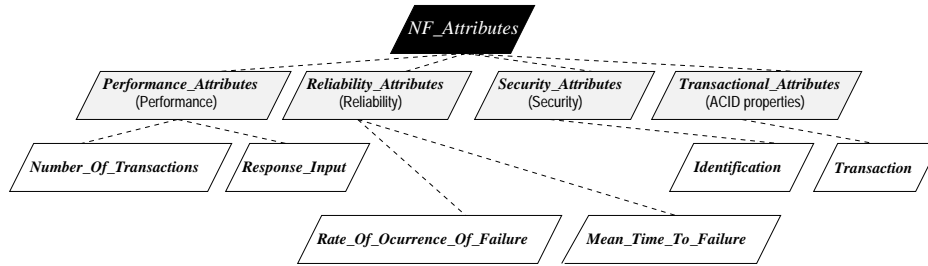 NF_Attributes
Performance_Attributes
(Performance)
Reliability_Attributes
(Reliability)
Security_Attributes
(Security)
Transactional_Attributes
(ACID properties)
Number_Of_Transactions
Response_Input
Identification
Transaction
Rate_Of_Ocurrence_Of_Failure
Mean_Time_To_Failure